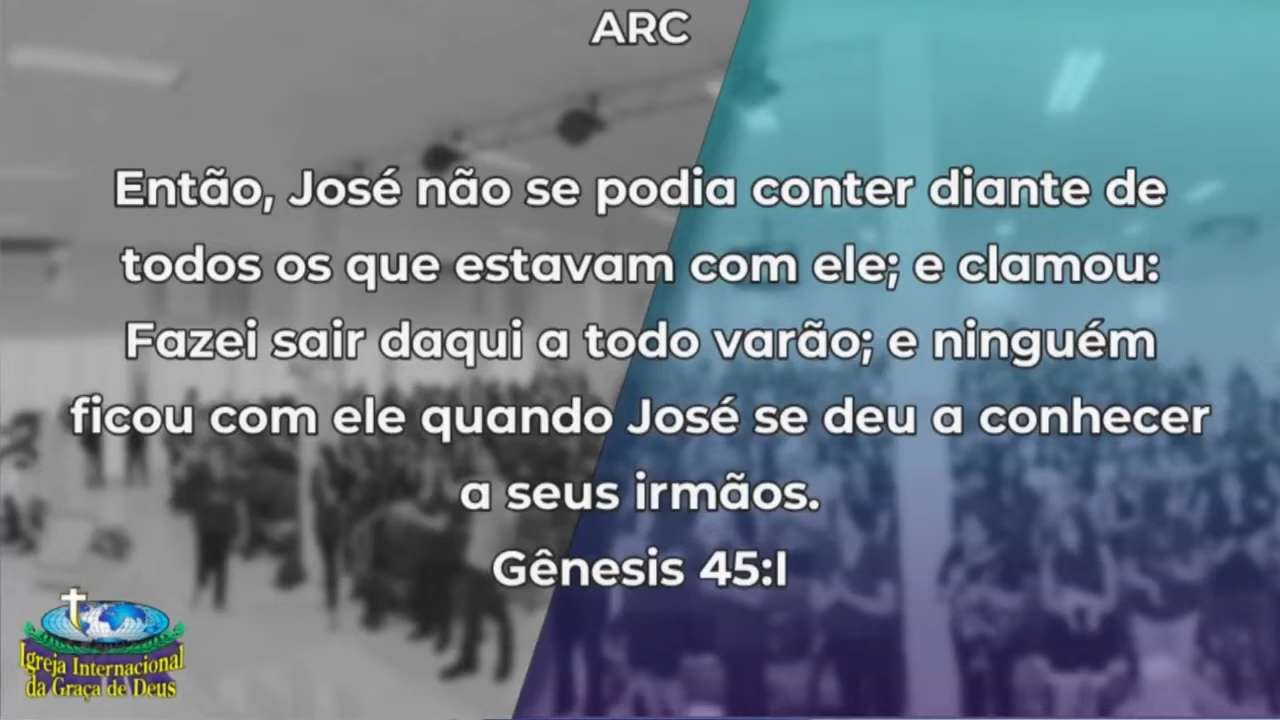 ARC
Então, José não se podia conter diante de
todos os que estavam com ele; e clamou:
Fazei sair daqui a todo varão; e ninguém
ficou com ele quando José se deu a conhecer
a seus irmãos.
Gênesis 45:I
Igreja Internacional
da Graça de Deus